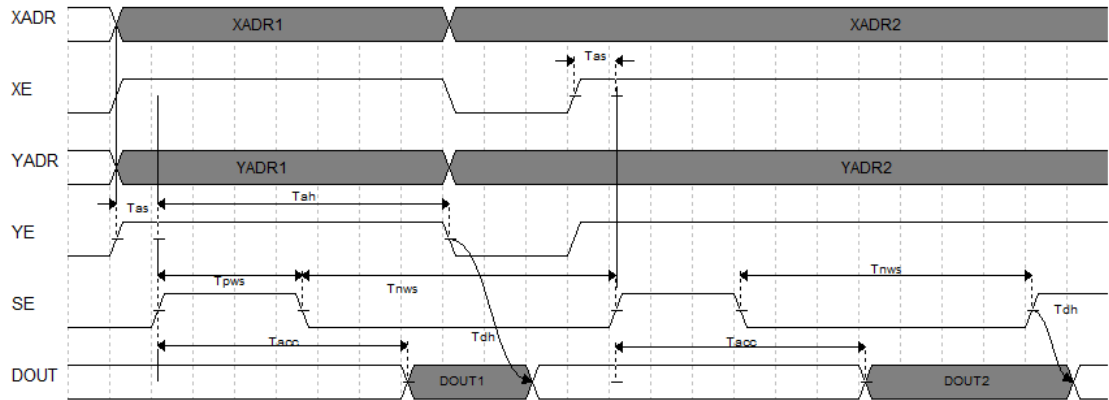 XADR XADR1 XADR2
Tas
XE
YADR YADR1 YADR2
Tas Tah
YE
Tpws Tnws Tnws
SE
Tdh Tdh
Tacc Tacc
DOUT DOUT1 DOUT2